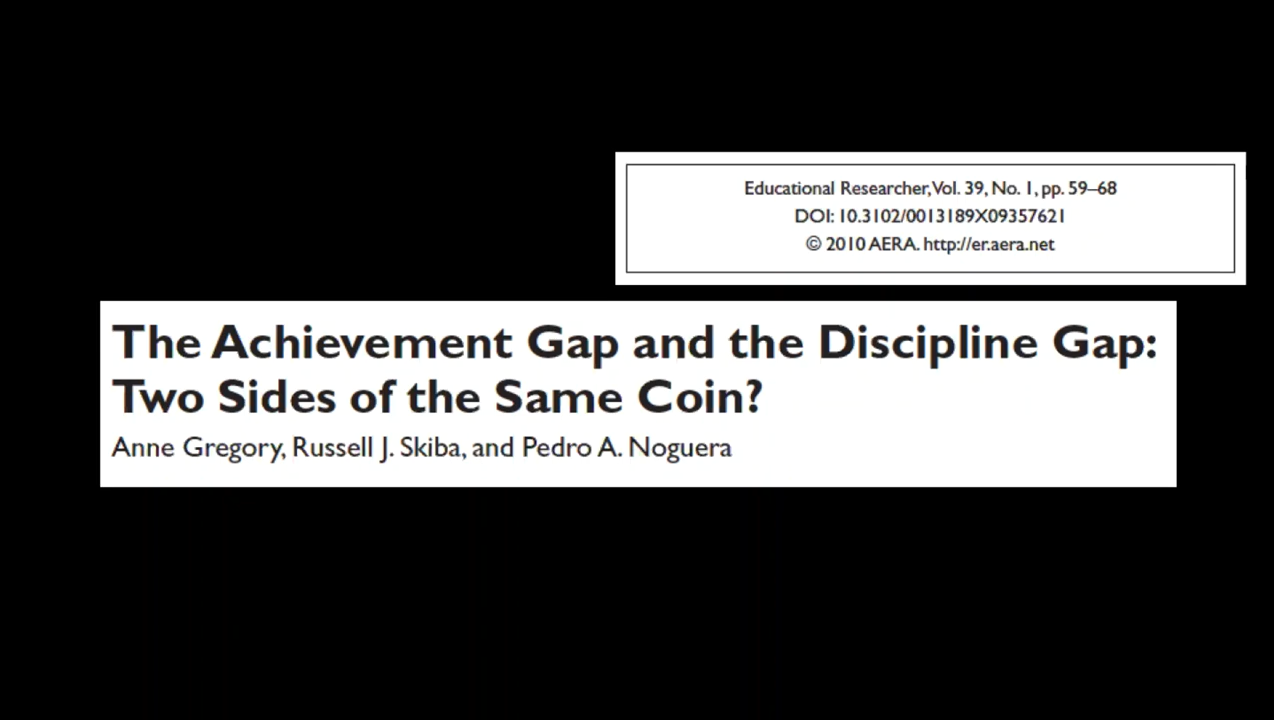 Educational Researcher, Vol. 39, No. 1, pp. 59–68
DOI: 10.3102/0013189X09357621
© 2010 AERA. http://er.aera.net
The Achievement Gap and the Discipline Gap:
Two Sides of the Same Coin?
Anne Gregory, Russell J. Skiba, and Pedro A. Noguera